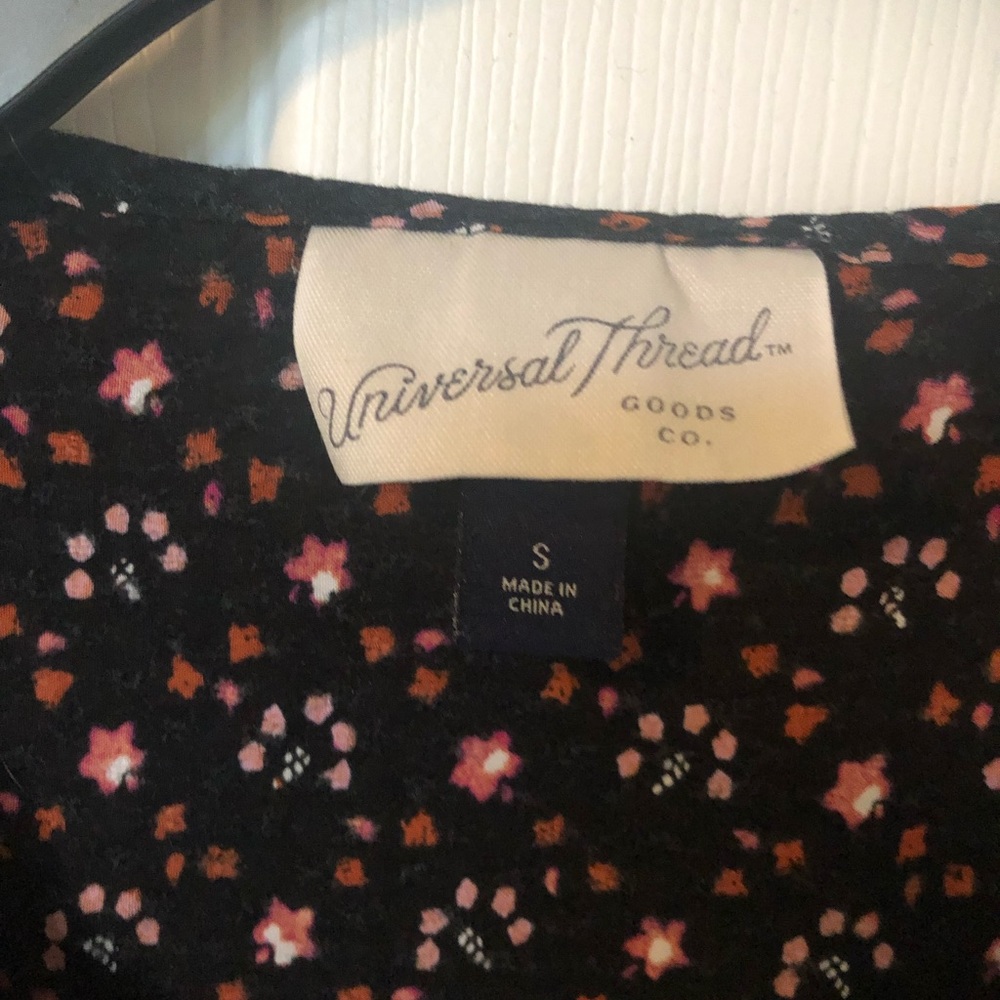 Universal Thread™
GOODS
CO.
S
MADE IN
CHINA